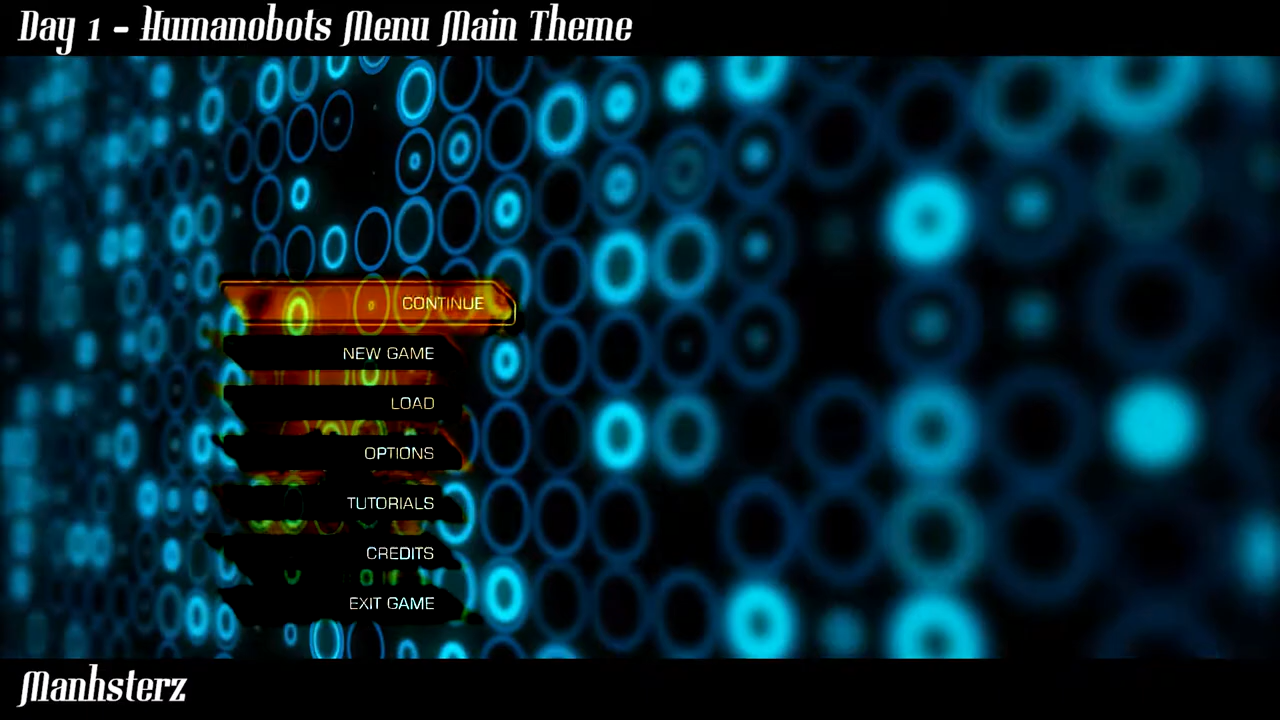 Day 1 - Humanobots Menu Main Theme
CONTINUE
NEW GAME
LOAD
OPTIONS
TUTORIALS
CREDITS
EXIT GAME
Manhsterz